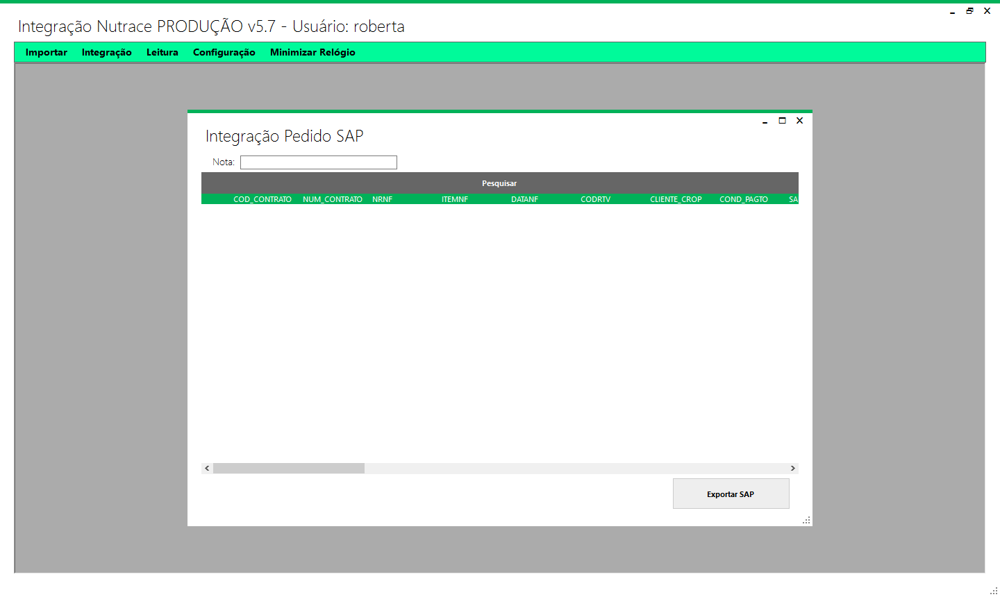 Integração Nutrace PRODUÇÃO v5.7 - Usuário: roberta
Importar Integração Leitura Configuração Minimizar Relógio
Integração Pedido SAP
Nota:
Pesquisar
COD_CONTRATO NUM_CONTRATO NRNF ITEMNF DATANF CODRTV CLIENTE_CROP COND_PAGTO SA
Exportar SAP